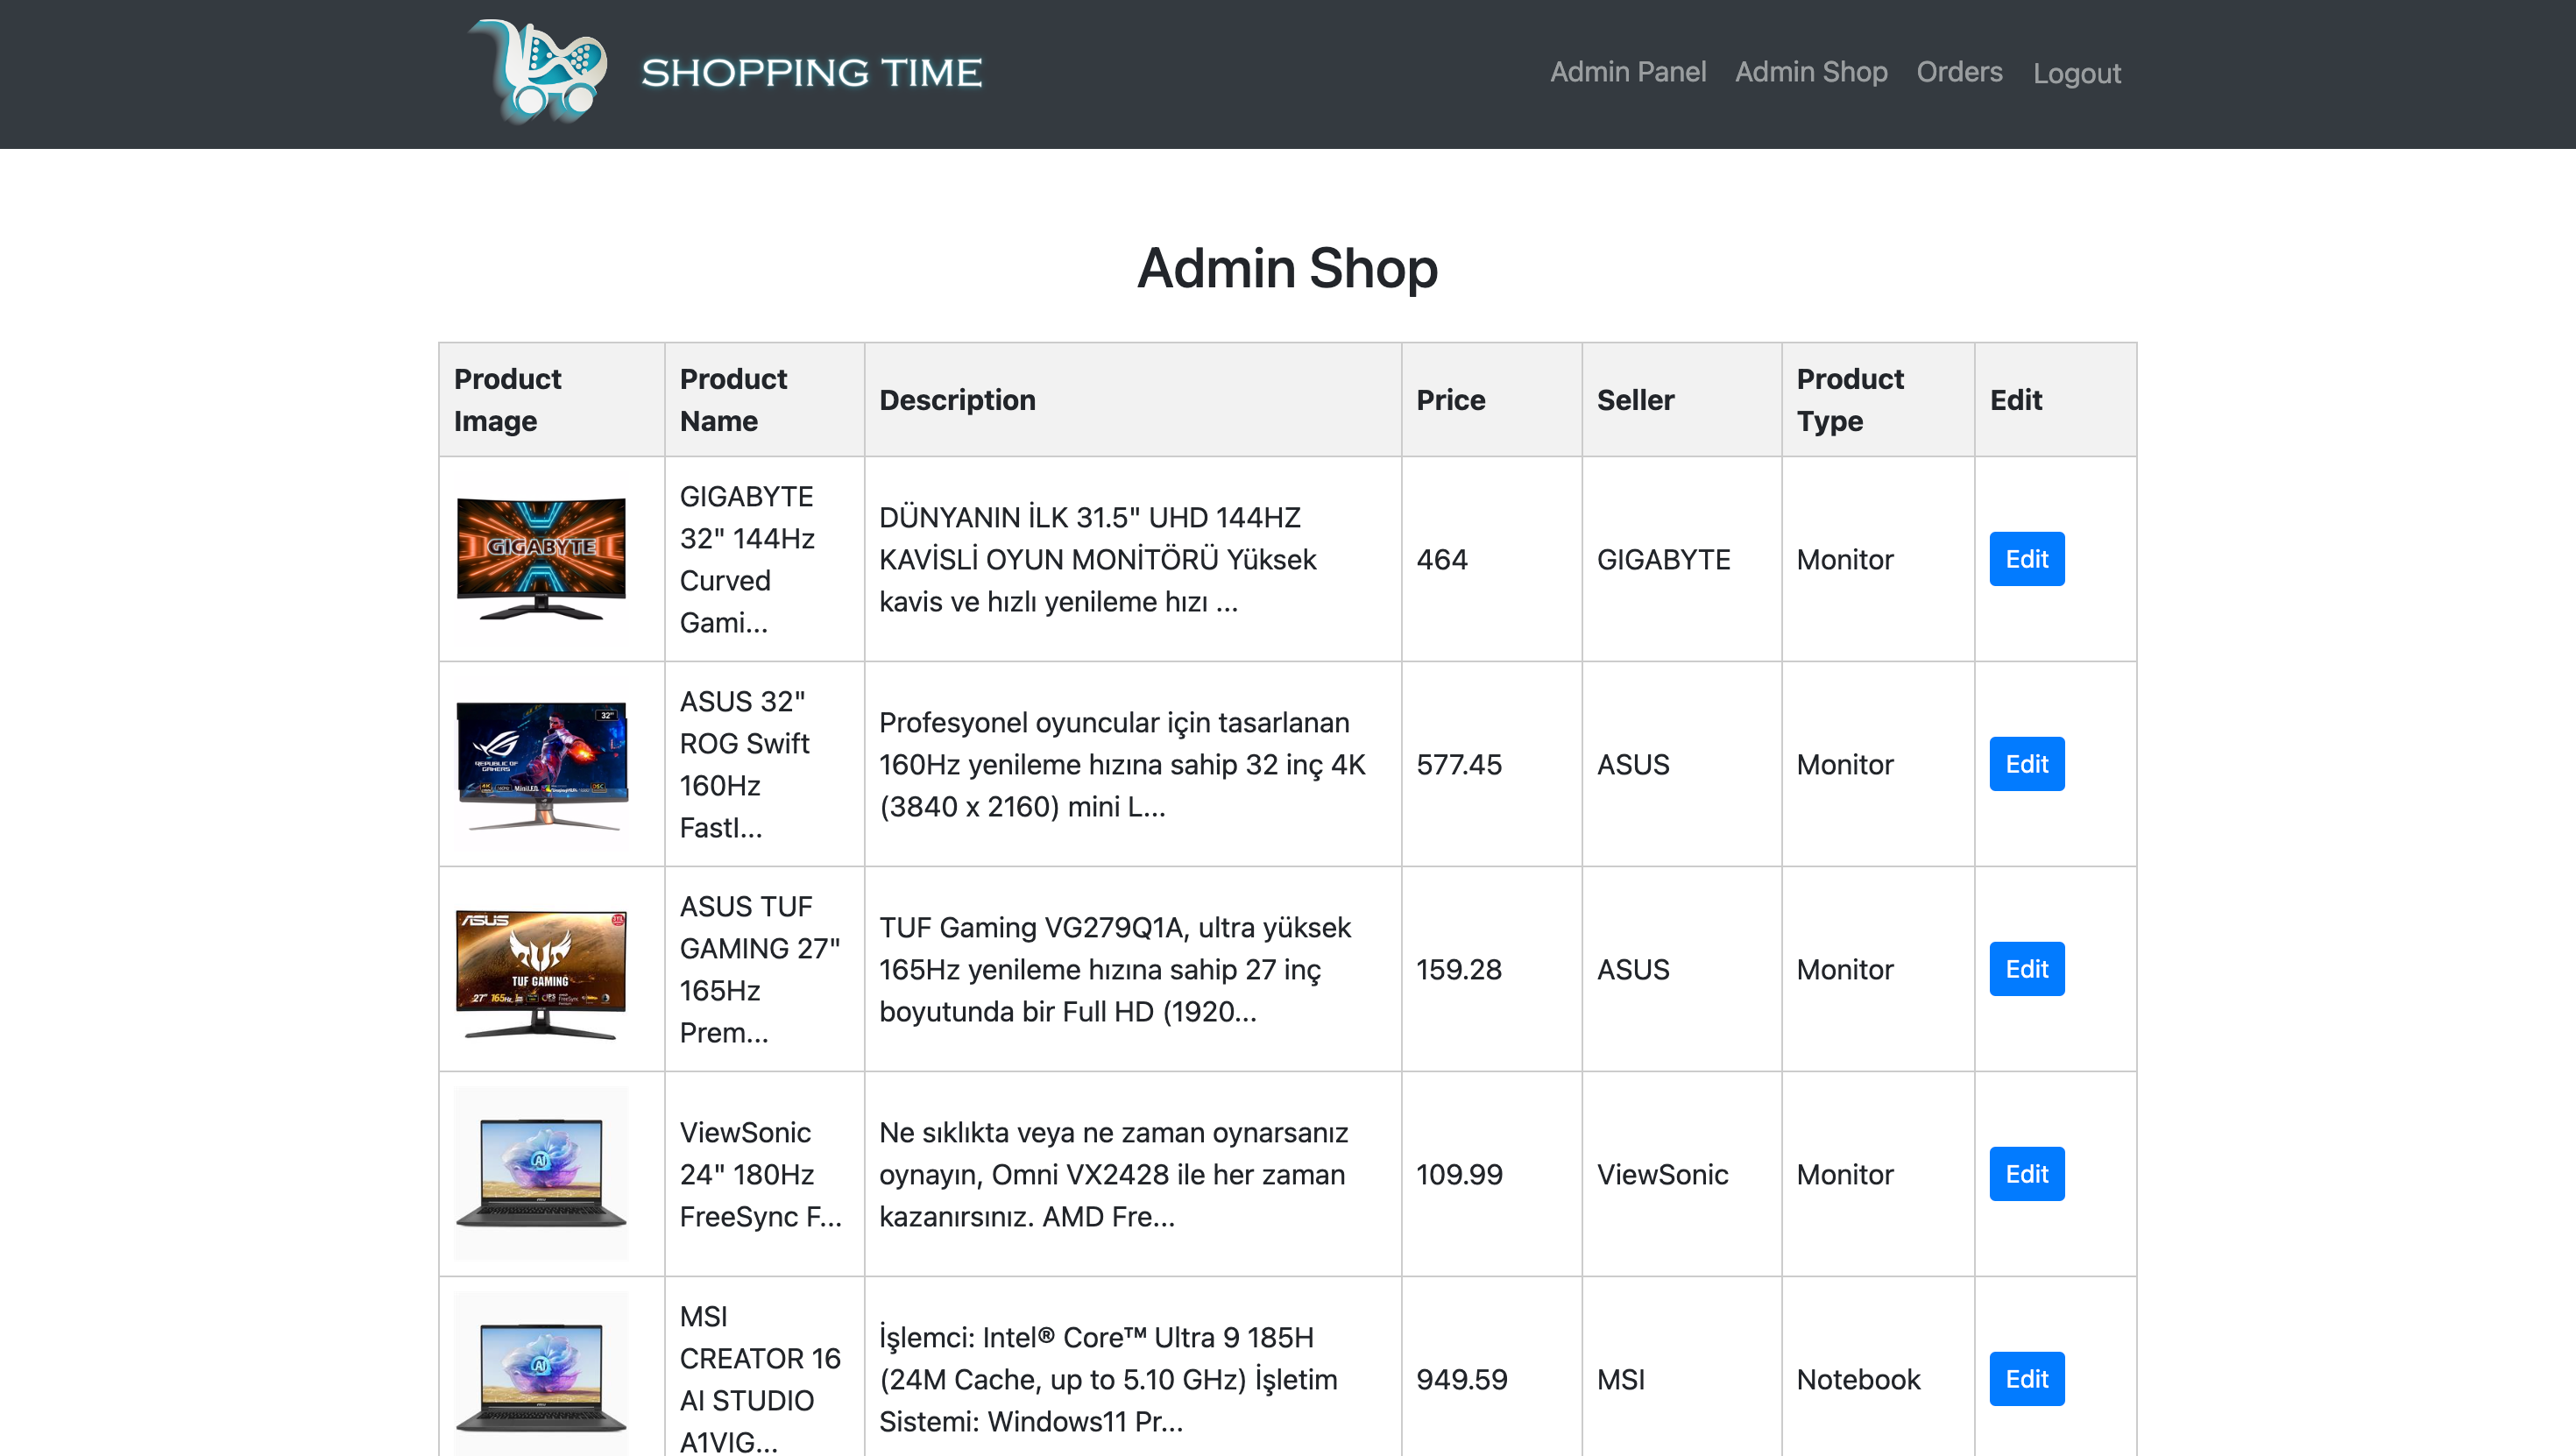 SHOPPING TIME
Admin Panel Admin Shop Orders Logout
Admin Shop
Product
Image
Product
Name
Description
Price
Seller
Product
Type
Edit
GIGABYTE
GIGABYTE
32" 144Hz
Curved
Gami...
DÜNYANIN İLK 31.5" UHD 144HZ
KAVİSLİ OYUN MONİTÖRÜ Yüksek
kavis ve hızlı yenileme hızı ...
464
GIGABYTE
Monitor
Edit
32"
REPUBLIC OF
GAMERS
ASUS 32"
ROG Swift
160Hz
FastI...
Profesyonel oyuncular için tasarlanan
160Hz yenileme hızına sahip 32 inç 4K
(3840 x 2160) mini L...
577.45
ASUS
Monitor
Edit
ASUS
TUF GAMING
27" 165Hz
ASUS TUF
GAMING 27"
165Hz
Prem...
TUF Gaming VG279Q1A, ultra yüksek
165Hz yenileme hızına sahip 27 inç
boyutunda bir Full HD (1920...
159.28
ASUS
Monitor
Edit
AI
ViewSonic
24" 180Hz
FreeSync F...
Ne sıklıkta veya ne zaman oynarsanız
oynayın, Omni VX2428 ile her zaman
kazanırsınız. AMD Fre...
109.99
ViewSonic
Monitor
Edit
AI
MSI
CREATOR 16
AI STUDIO
A1VIG...
İşlemci: Intel® Core™ Ultra 9 185H
(24M Cache, up to 5.10 GHz) İşletim
Sistemi: Windows11 Pr...
949.59
MSI
Notebook
Edit